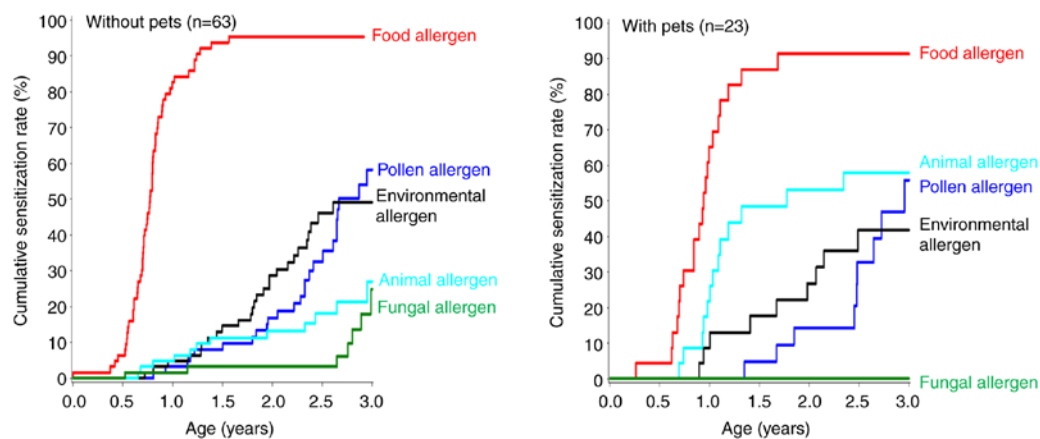 Without pets (n=63)
Cumulative sensitization rate (%)
100
90
80
70
60
50
40
30
20
10
0
Food allergen
Pollen allergen
Environmental
allergen
Animal allergen
Fungal allergen
0.0 0.5 1.0 1.5 2.0 2.5 3.0
Age (years)
With pets (n=23)
Cumulative sensitization rate (%)
100
90
80
70
60
50
40
30
20
10
0
Food allergen
Animal allergen
Pollen allergen
Environmental
allergen
Fungal allergen
0.0 0.5 1.0 1.5 2.0 2.5 3.0
Age (years)